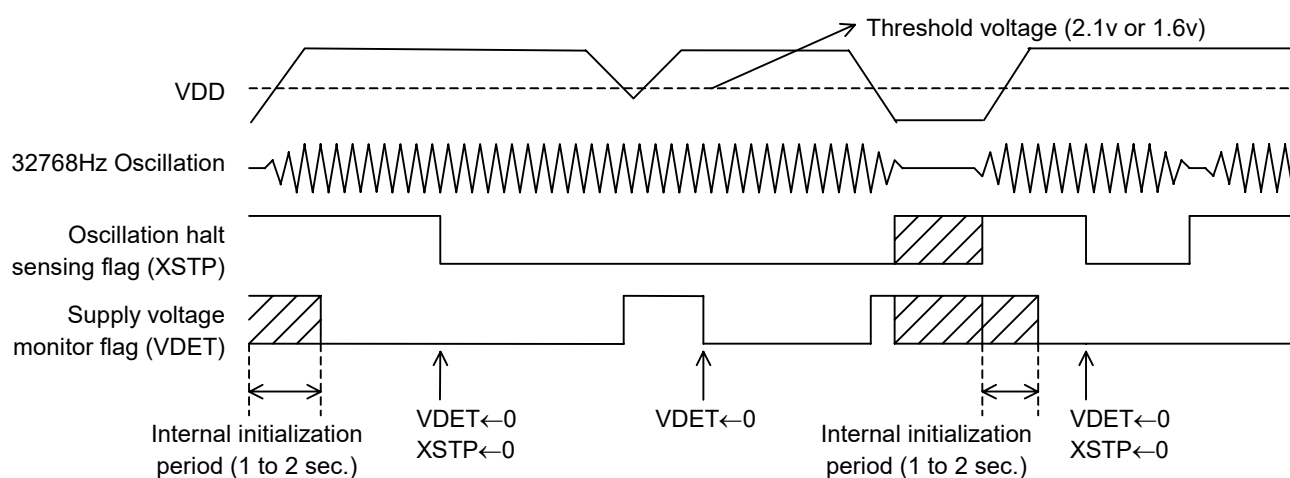 Threshold voltage (2.1v or 1.6v)
VDD
32768Hz Oscillation
Oscillation halt
sensing flag (XSTP)
Supply voltage
monitor flag (VDET)
Internal initialization
period (1 to 2 sec.)
VDET←0
XSTP←0
VDET←0
Internal initialization
period (1 to 2 sec.)
VDET←0
XSTP←0